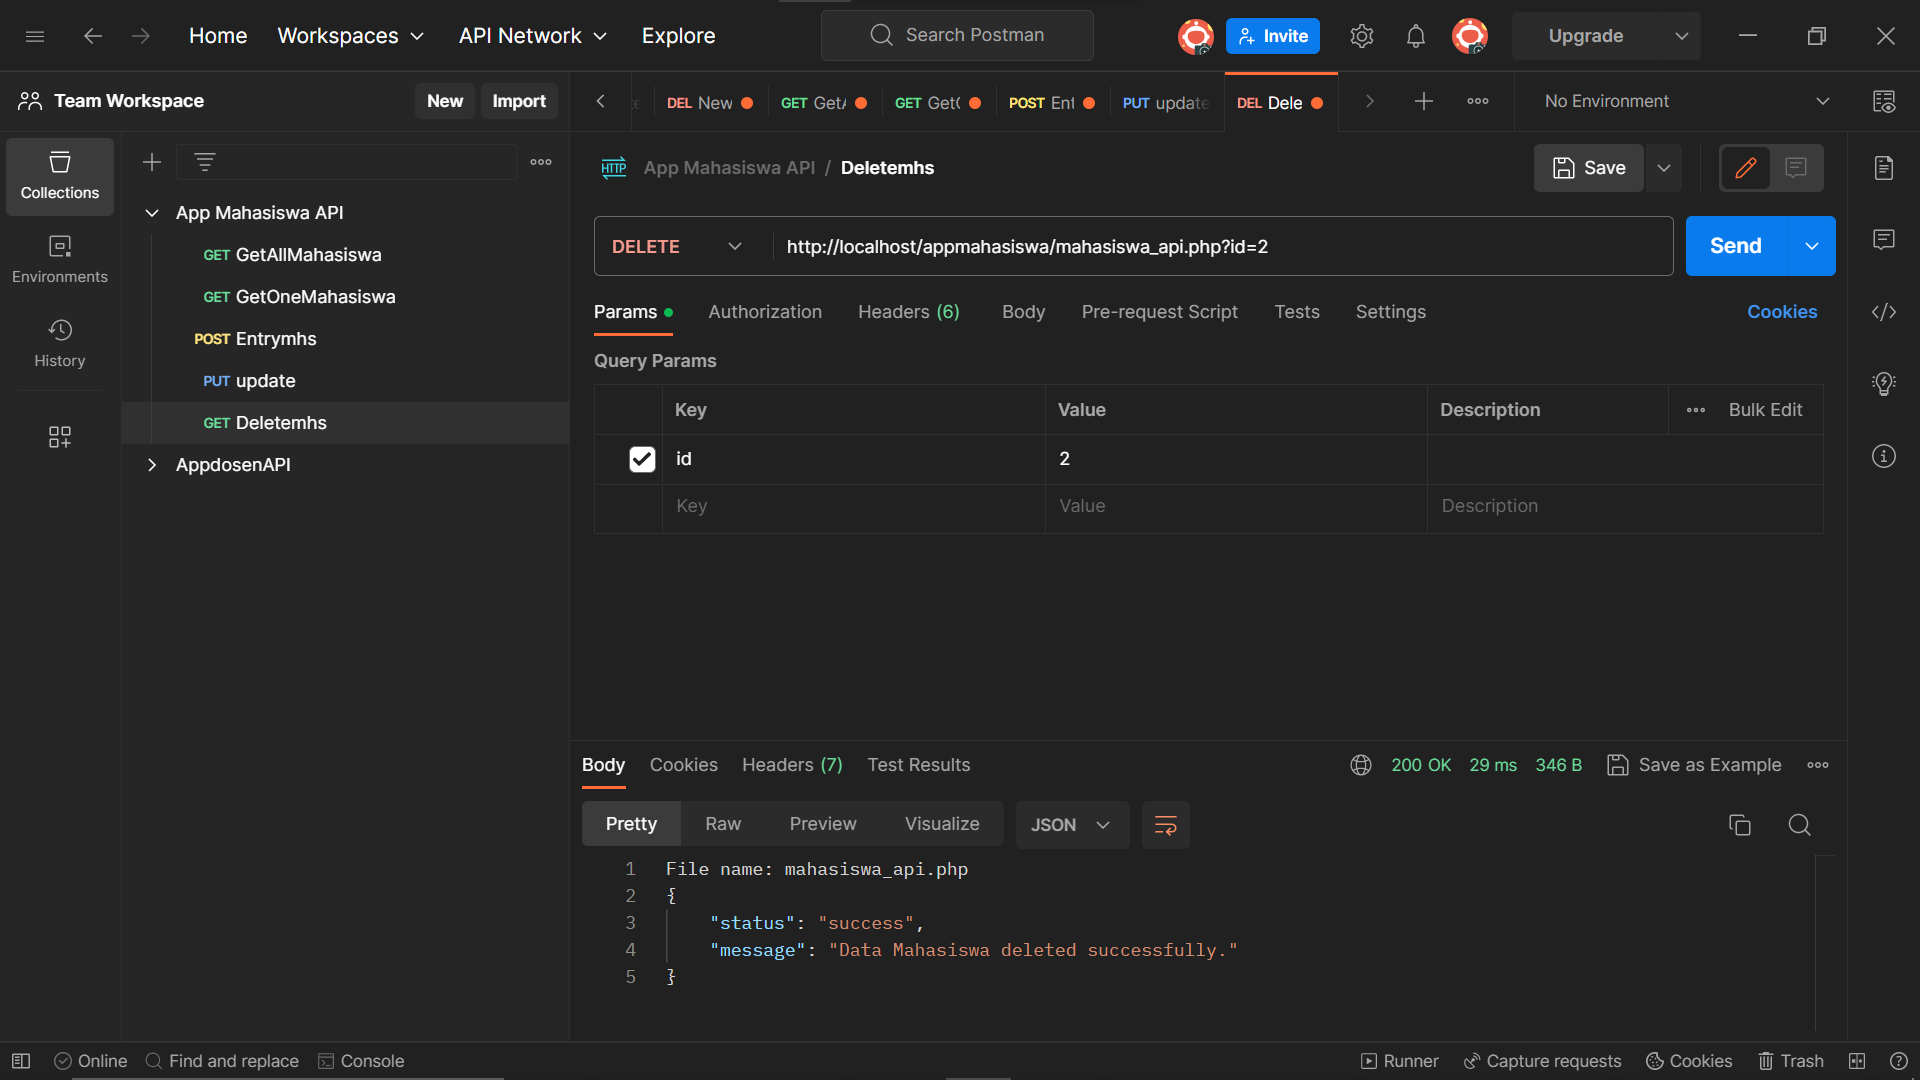 Home Workspaces API Network Explore Search Postman Invite Upgrade
Team Workspace New Import
DEL New GET GetA GET GetO POST Ent PUT update DEL Dele No Environment
Collections
Environments
History
App Mahasiswa API
GET GetAllMahasiswa
GET GetOneMahasiswa
POST Entrymhs
PUT update
GET Deletemhs
AppdosenAPI
HTTP App Mahasiswa API / Deletemhs Save
DELETE http://localhost/appmahasiswa/mahasiswa_api.php?id=2 Send
Params Authorization Headers (6) Body Pre-request Script Tests Settings Cookies
Query Params
Key Value Description Bulk Edit
id 2
Key Value Description
Body Cookies Headers (7) Test Results 200 OK 29 ms 346 B Save as Example
Pretty Raw Preview Visualize JSON
1 File name: mahasiswa_api.php
2 {
3 "status": "success",
4 "message": "Data Mahasiswa deleted successfully."
5 }
Online Find and replace Console Runner Capture requests Cookies Trash